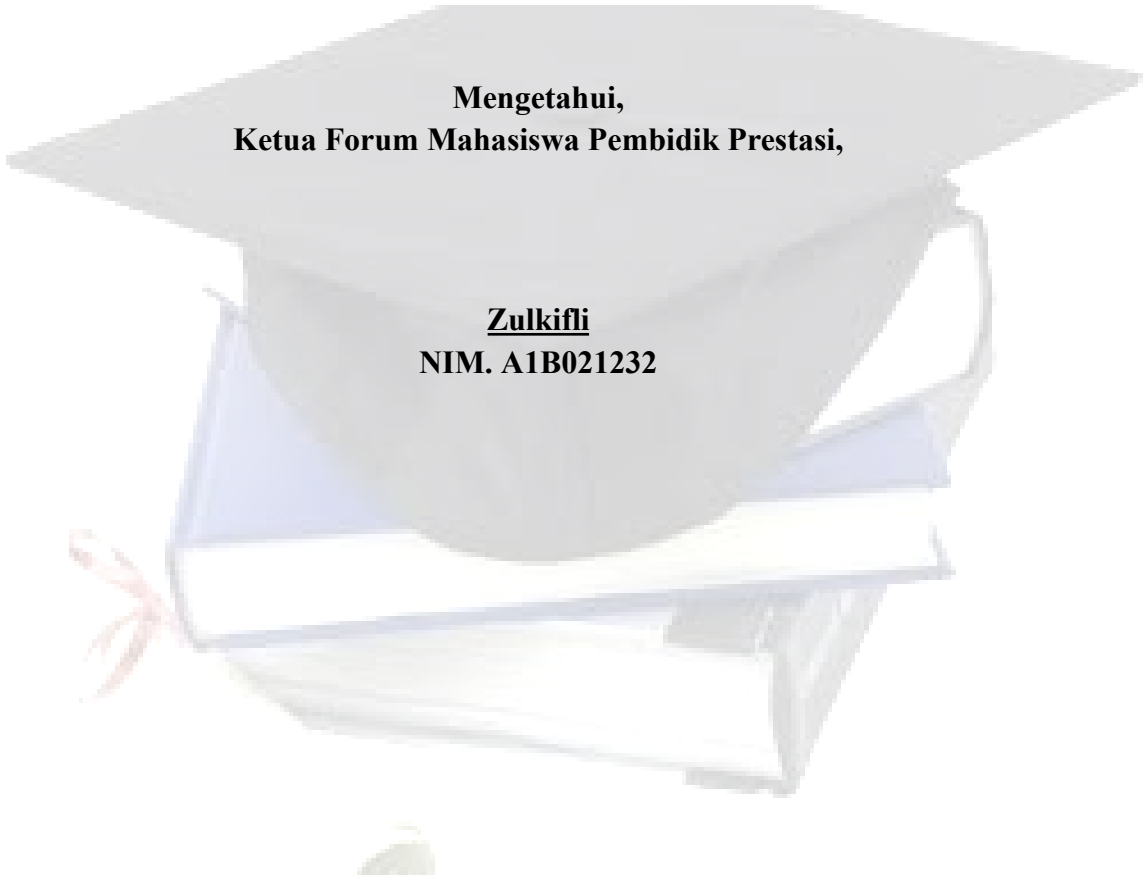 Mengetahui,
Ketua Forum Mahasiswa Pembidik Prestasi,
Zulkifli
NIM. A1B021232